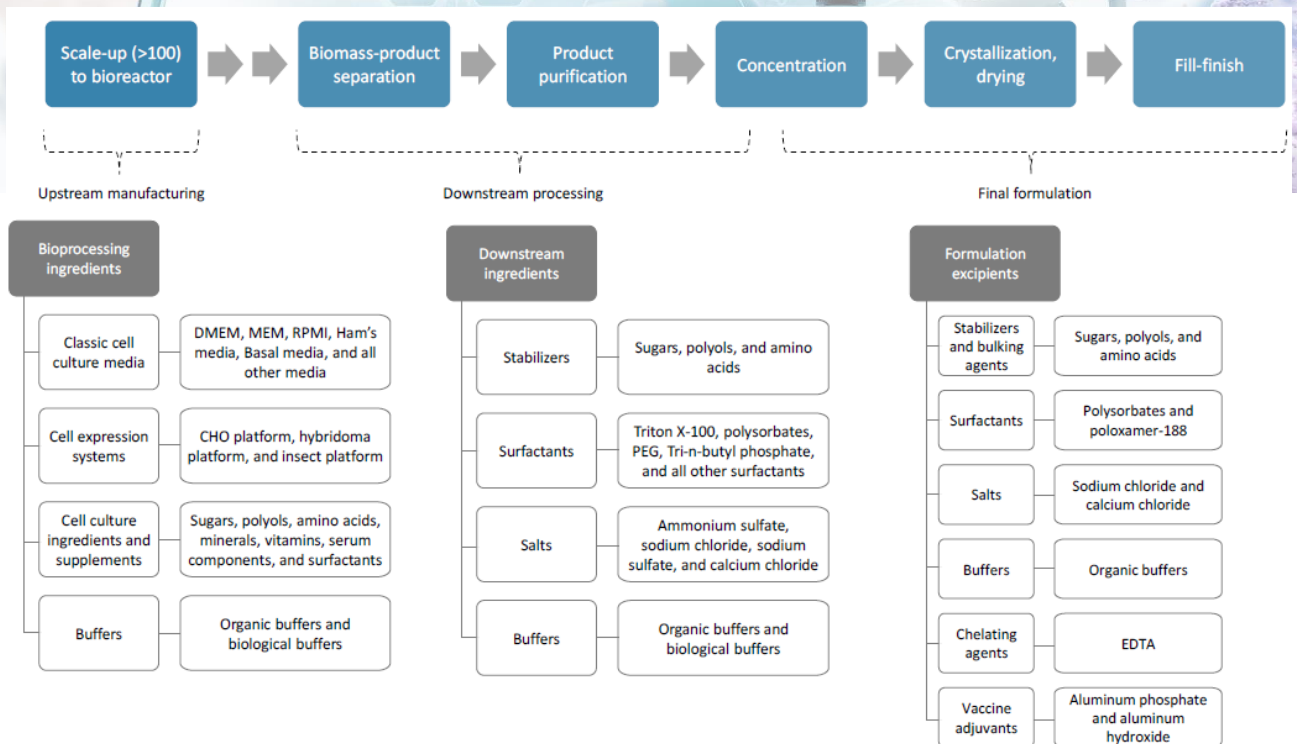 Scale-up (>100)
to bioreactor
Biomass-product
separation
Product
purification
Concentration
Crystallization,
drying
Fill-finish
Upstream manufacturing
Downstream processing
Final formulation
Bioprocessing
ingredients
Classic cell
culture media
DMEM, MEM, RPMI, Ham's
media, Basal media, and all
other media
Cell expression
systems
CHO platform, hybridoma
platform, and insect platform
Cell culture
ingredients and
supplements
Sugars, polyols, amino acids,
minerals, vitamins, serum
components, and surfactants
Buffers
Organic buffers and
biological buffers
Downstream
ingredients
Stabilizers
Sugars, polyols, and amino
acids
Surfactants
Triton X-100, polysorbates,
PEG, Tri-n-butyl phosphate,
and all other surfactants
Salts
Ammonium sulfate,
sodium chloride, sodium
sulfate, and calcium chloride
Buffers
Organic buffers and
biological buffers
Formulation
excipients
Stabilizers
and bulking
agents
Sugars, polyols, and
amino acids
Surfactants
Polysorbates and
poloxamer-188
Salts
Sodium chloride and
calcium chloride
Buffers
Organic buffers
Chelating
agents
EDTA
Vaccine
adjuvants
Aluminum phosphate
and aluminum
hydroxide